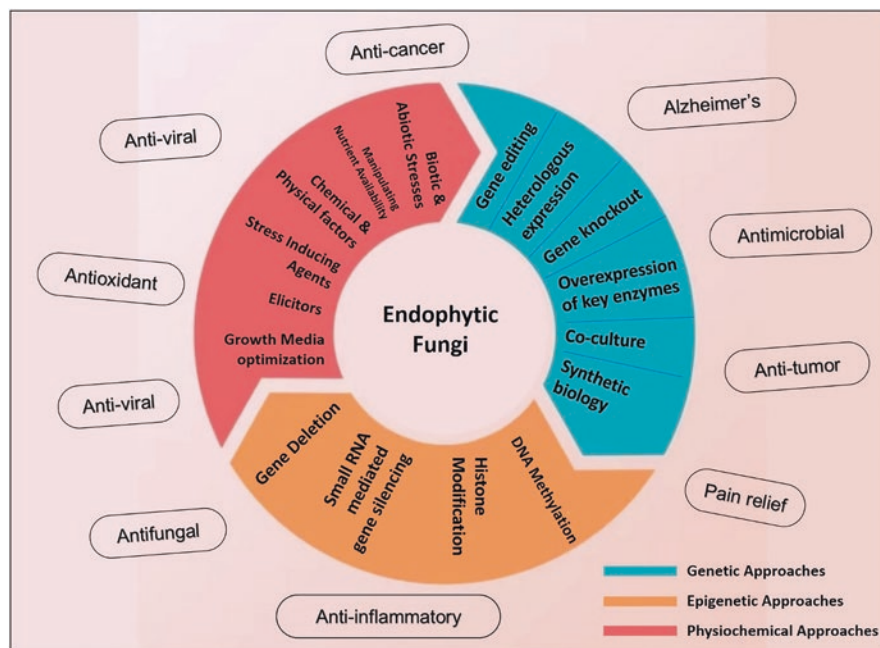 Anti-cancer
Alzheimer's
Anti-viral
Antimicrobial
Antioxidant
Anti-tumor
Anti-viral
Pain relief
Antifungal
Anti-inflammatory
Endophytic
Fungi
Gene editing
Heterologous
expression
Gene knockout
Overexpression
of key enzymes
Co-culture
Synthetic
biology
DNA Methylation
Histone
Modification
Small RNA
mediated
gene silencing
Gene Deletion
Growth Media
optimization
Elicitors
Stress Inducing
Agents
Chemical &
Physical factors
Manipulating
Nutrient Availability
Biotic &
Abiotic Stresses
Genetic Approaches
Epigenetic Approaches
Physiochemical Approaches